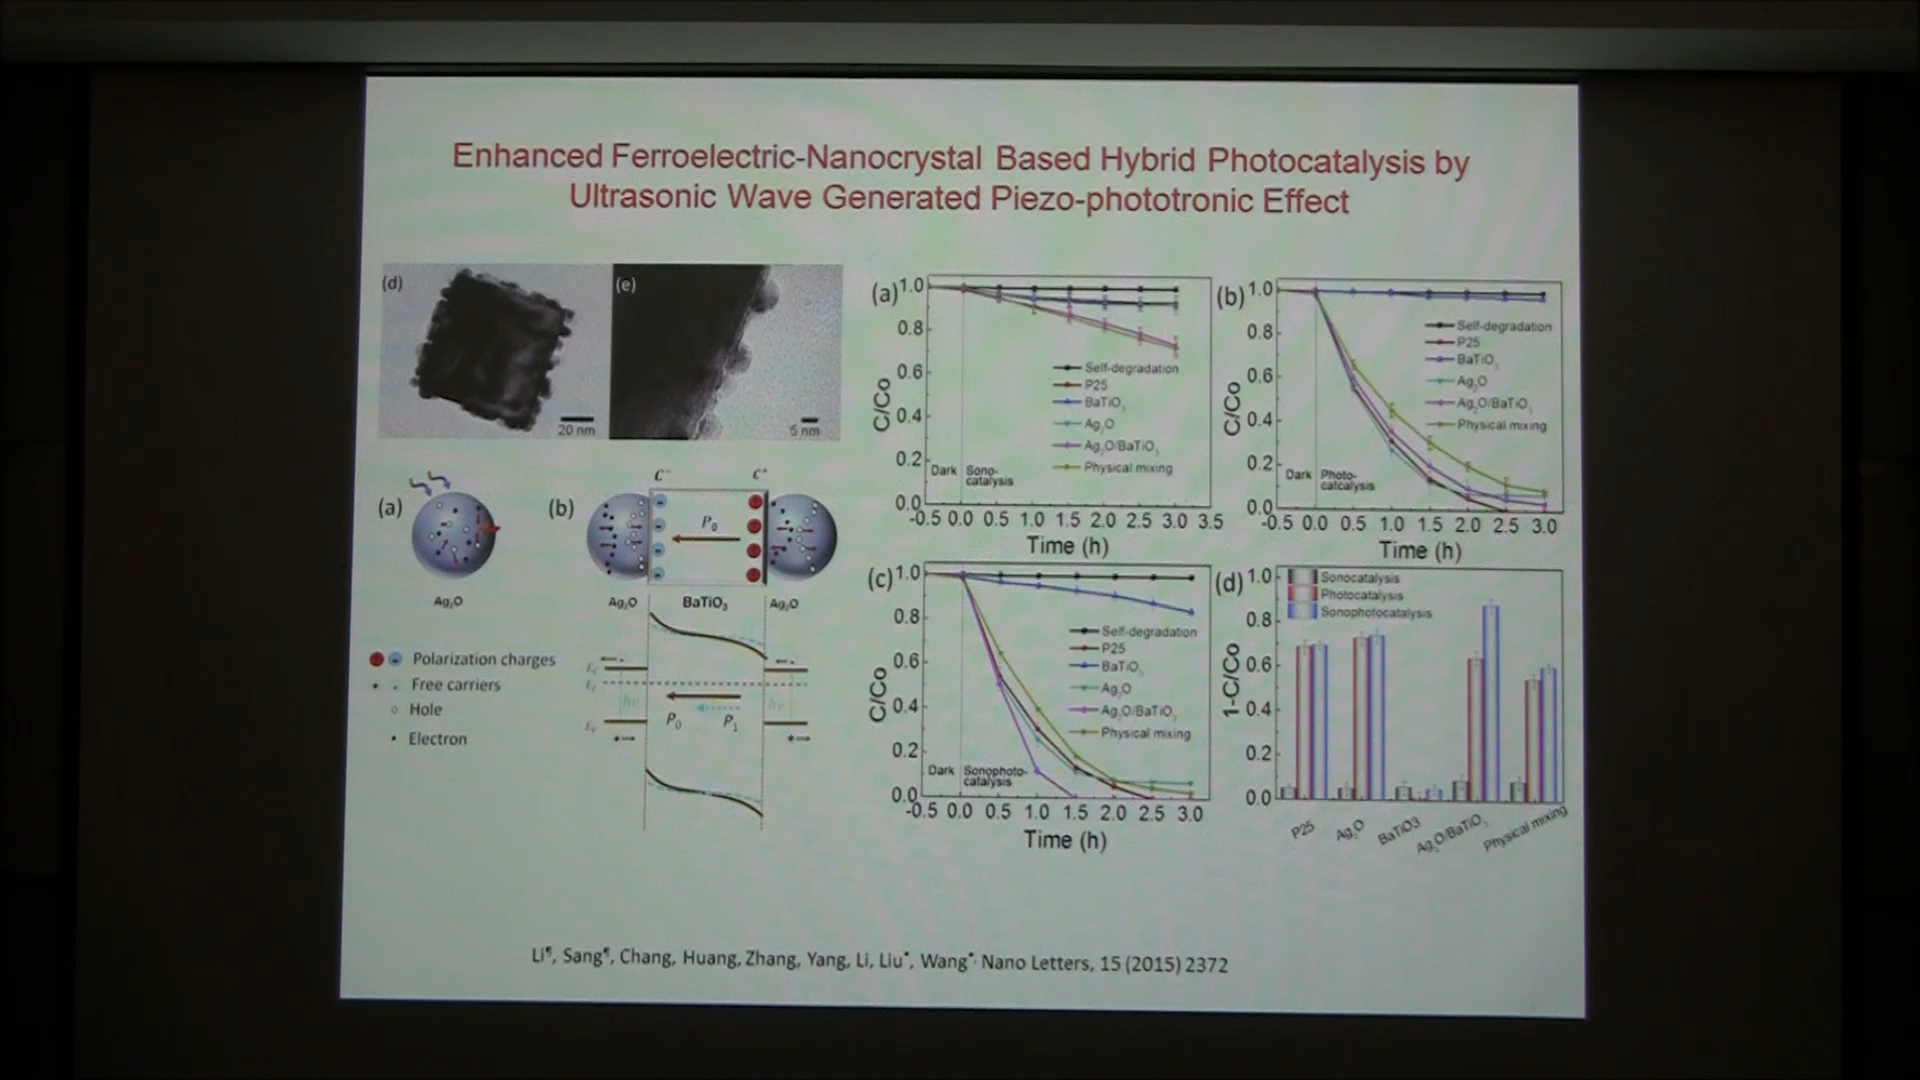 Enhanced Ferroelectric-Nanocrystal Based Hybrid Photocatalysis by
Ultrasonic Wave Generated Piezo-phototronic Effect
(d)
20 nm
(e)
5 nm
(a)
Ag₂O
(b)
C⁻
C⁺
P₀
Ag₂O
BaTiO₃
Ag₂O
Polarization charges
Free carriers
Hole
Electron
hν
hν
P₀
P₁
(a)
1.0
0.8
0.6
0.4
0.2
0.0
C/Co
Self-degradation
P25
BaTiO₃
Ag₂O
Ag₂O/BaTiO₃
Physical mixing
Dark
Sono-
catalysis
-0.5 0.0 0.5 1.0 1.5 2.0 2.5 3.0 3.5
Time (h)
(b)
1.0
0.8
0.6
0.4
0.2
0.0
C/Co
Self-degradation
P25
BaTiO₃
Ag₂O
Ag₂O/BaTiO₃
Physical mixing
Dark
Photo-
catcalysis
-0.5 0.0 0.5 1.0 1.5 2.0 2.5 3.0
Time (h)
(c)
1.0
0.8
0.6
0.4
0.2
0.0
C/Co
Self-degradation
P25
BaTiO₃
Ag₂O
Ag₂O/BaTiO₃
Physical mixing
Dark
Sonophoto-
catalysis
-0.5 0.0 0.5 1.0 1.5 2.0 2.5 3.0
Time (h)
(d)
1.0
0.8
0.6
0.4
0.2
0.0
1-C/Co
Sonocatalysis
Photocatalysis
Sonophotocatalysis
P25
Ag₂O
BaTiO3
Ag₂O/BaTiO₃
Physical mixing
Li¶, Sang¶, Chang, Huang, Zhang, Yang, Li, Liu*, Wang*, Nano Letters, 15 (2015) 2372